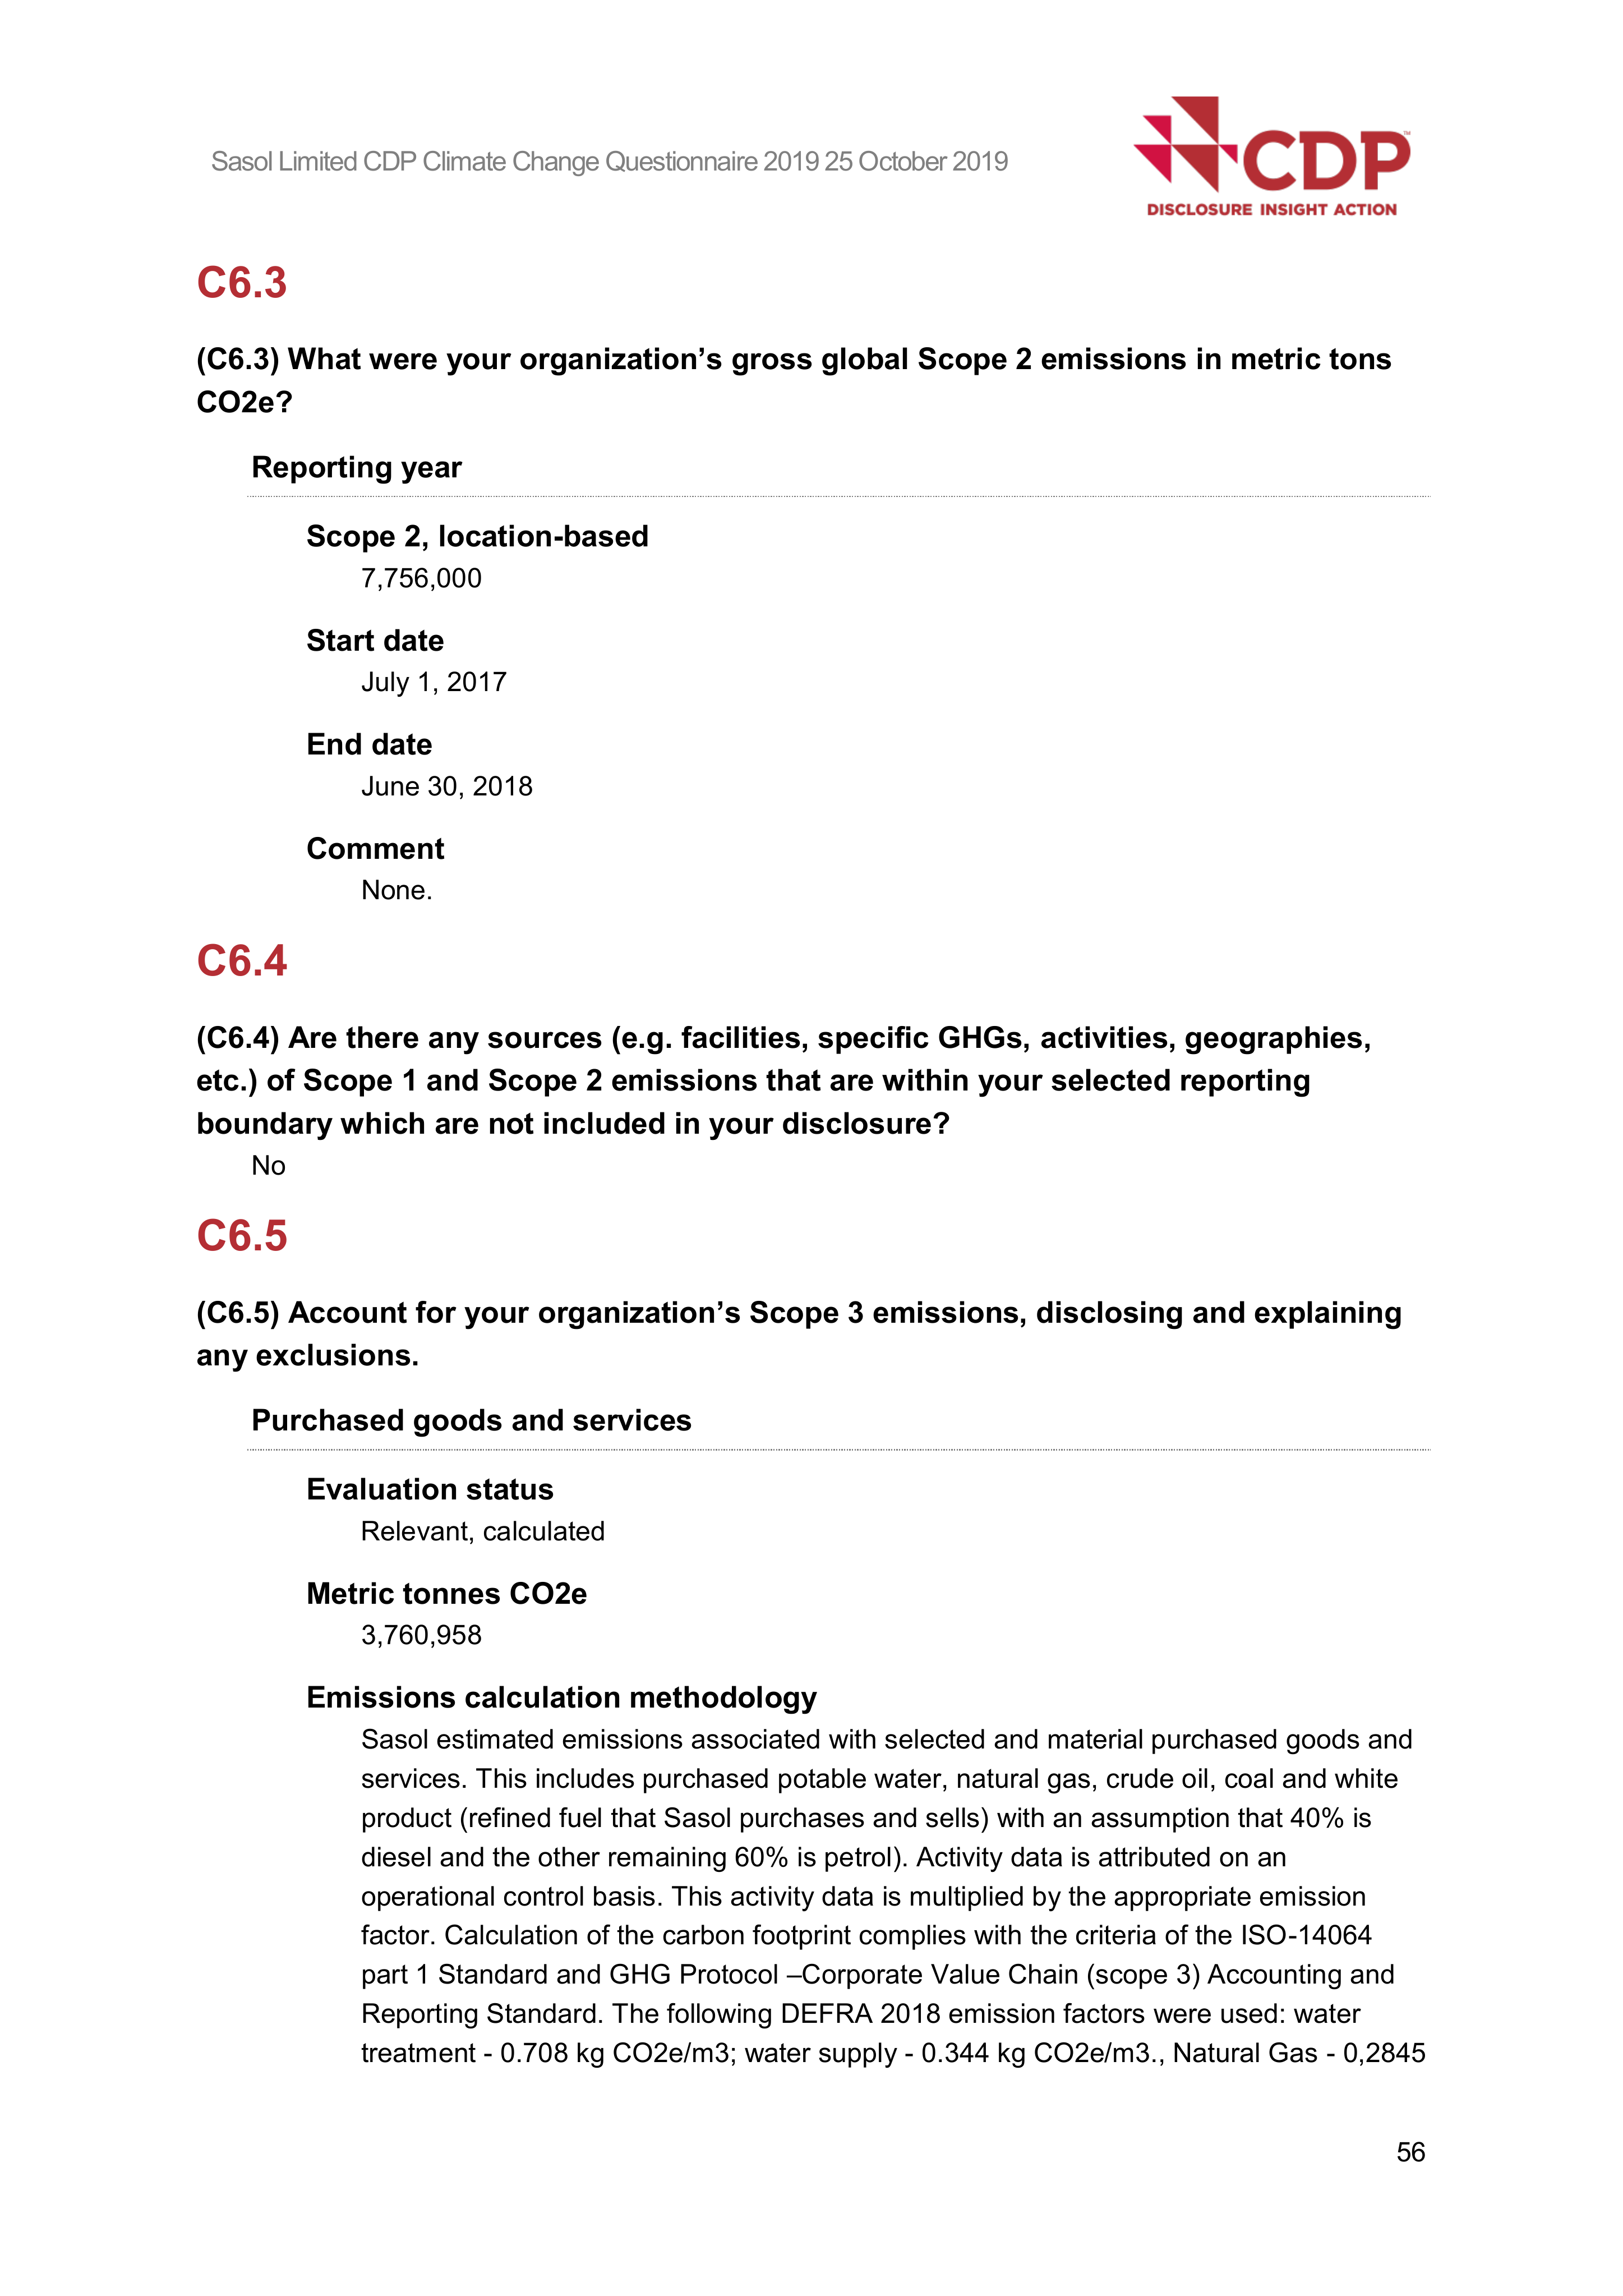 Sasol Limited CDP Climate Change Questionnaire 2019 25 October 2019
CDP™
DISCLOSURE INSIGHT ACTION
C6.3
(C6.3) What were your organization’s gross global Scope 2 emissions in metric tons
CO2e?
Reporting year
Scope 2, location-based
7,756,000
Start date
July 1, 2017
End date
June 30, 2018
Comment
None.
C6.4
(C6.4) Are there any sources (e.g. facilities, specific GHGs, activities, geographies,
etc.) of Scope 1 and Scope 2 emissions that are within your selected reporting
boundary which are not included in your disclosure?
No
C6.5
(C6.5) Account for your organization’s Scope 3 emissions, disclosing and explaining
any exclusions.
Purchased goods and services
Evaluation status
Relevant, calculated
Metric tonnes CO2e
3,760,958
Emissions calculation methodology
Sasol estimated emissions associated with selected and material purchased goods and
services. This includes purchased potable water, natural gas, crude oil, coal and white
product (refined fuel that Sasol purchases and sells) with an assumption that 40% is
diesel and the other remaining 60% is petrol). Activity data is attributed on an
operational control basis. This activity data is multiplied by the appropriate emission
factor. Calculation of the carbon footprint complies with the criteria of the ISO-14064
part 1 Standard and GHG Protocol –Corporate Value Chain (scope 3) Accounting and
Reporting Standard. The following DEFRA 2018 emission factors were used: water
treatment - 0.708 kg CO2e/m3; water supply - 0.344 kg CO2e/m3., Natural Gas - 0,2845
56